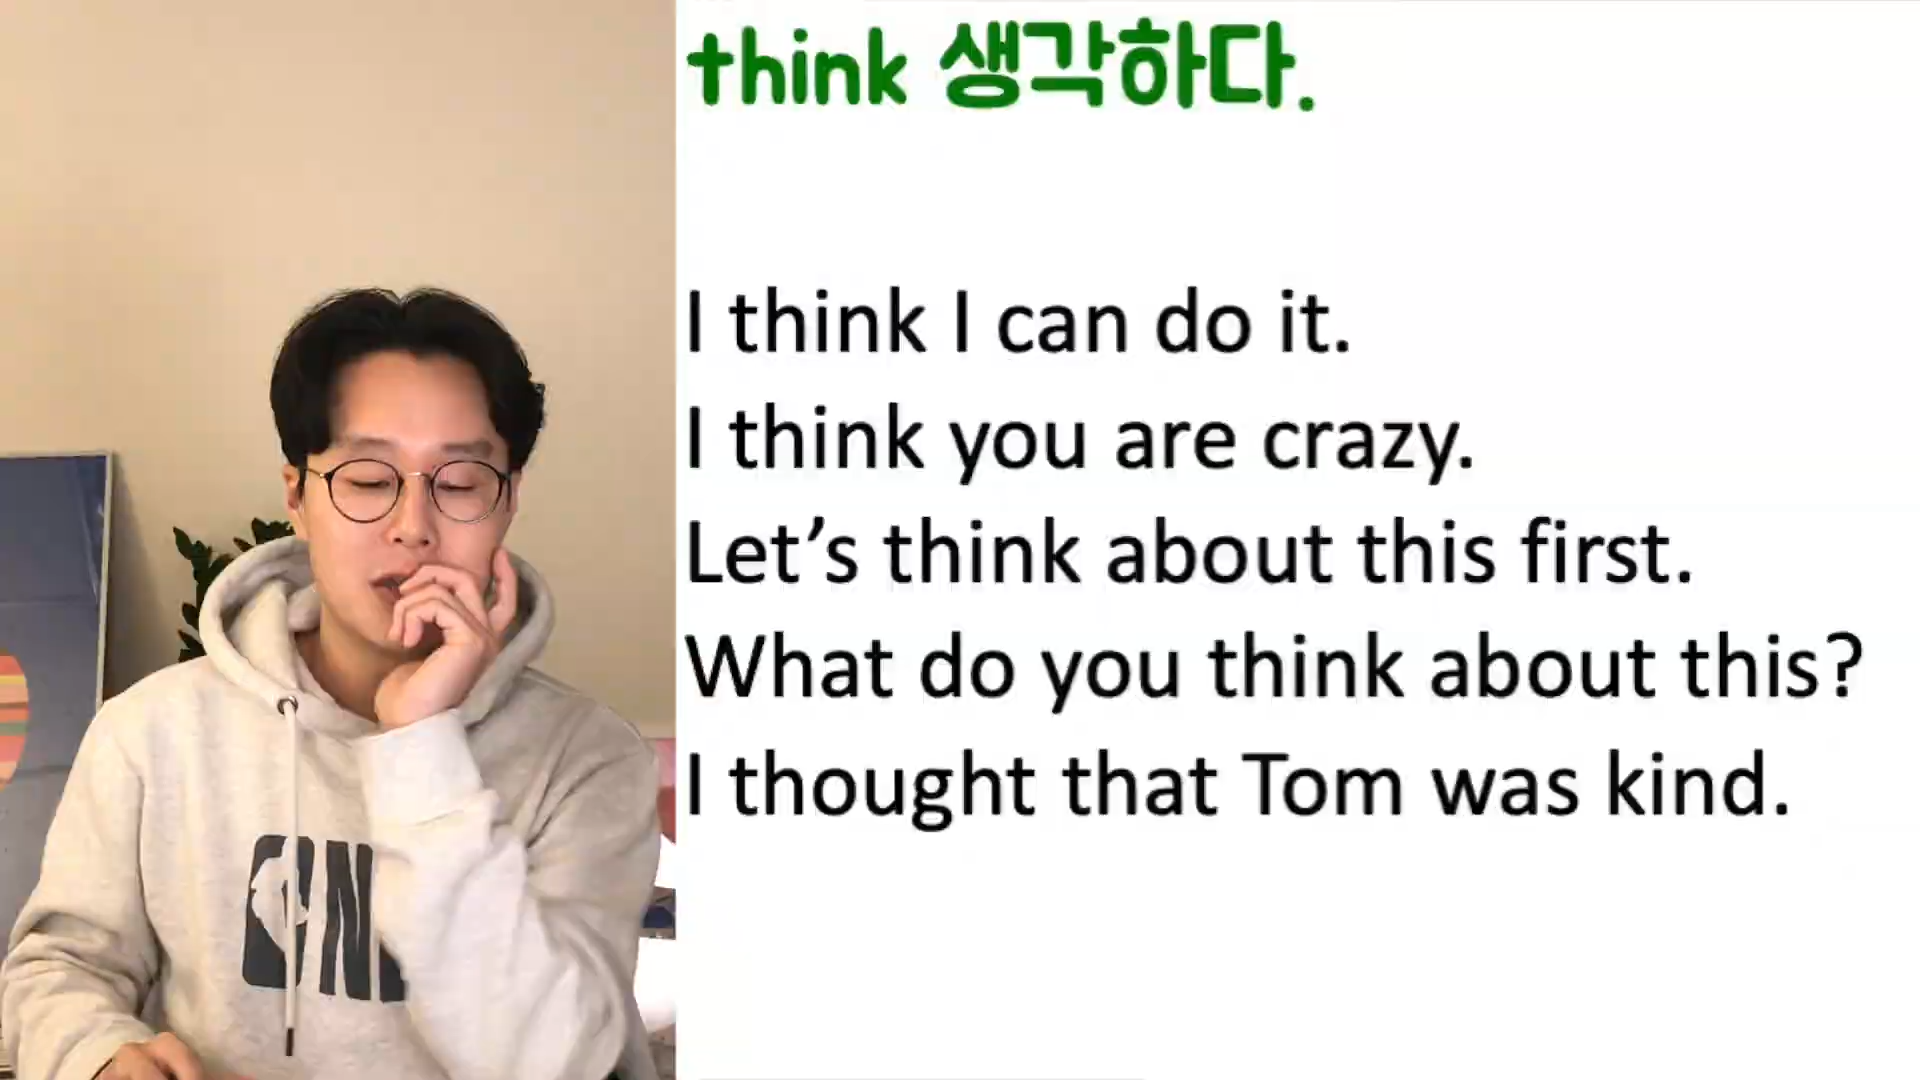 think 생각하다.
I think I can do it.
I think you are crazy.
Let’s think about this first.
What do you think about this?
I thought that Tom was kind.